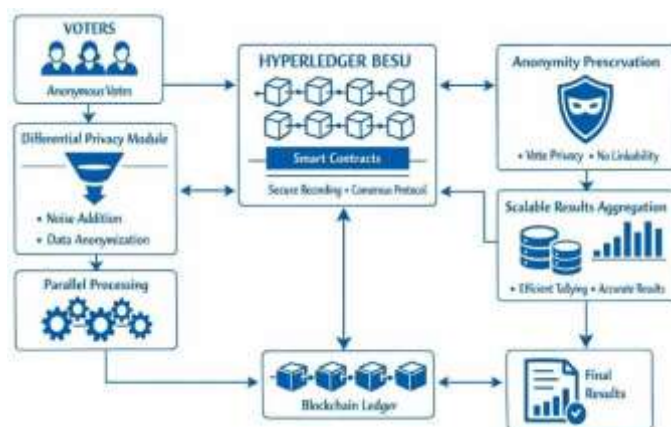 VOTERS
Anonymous Votes
Differential Privacy Module
• Noise Addition
• Data Anonymization
Parallel Processing
HYPERLEDGER BESU
Smart Contracts
Secure Recording • Consensus Protocol
Blockchain Ledger
Anonymity Prescrvation
• Vote Privacy • No Linkability
Scalable Results Aggregation
• Efficient Tallying • Accurate Results
Final
Results